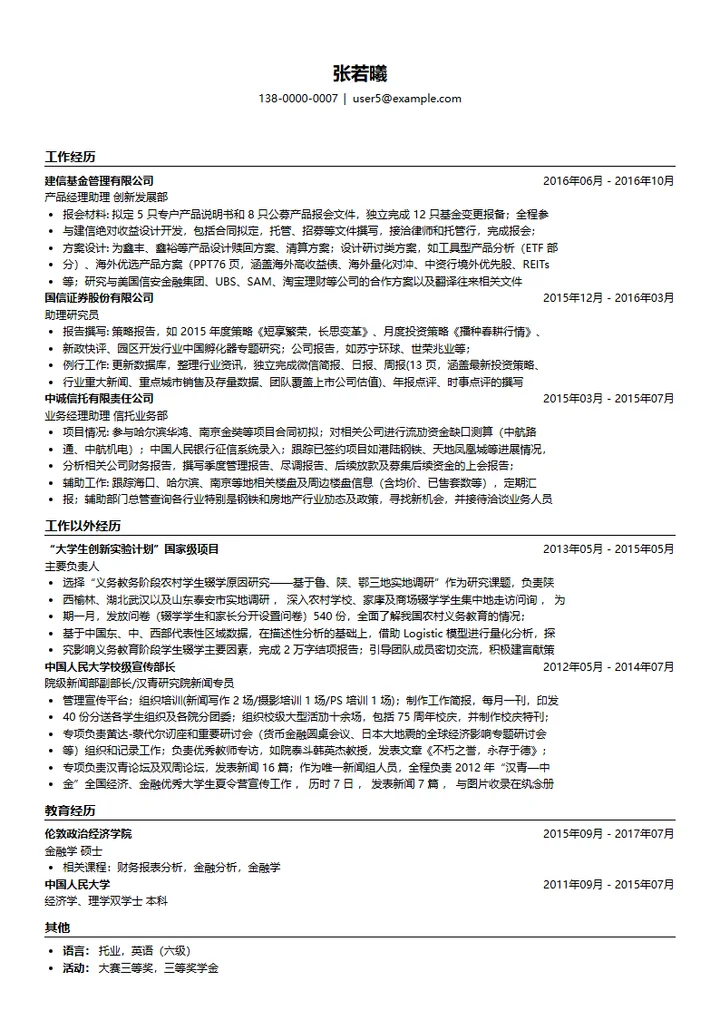 张若曦
138-0000-0007 | user5@example.com
工作经历
建信基金管理有限公司 2016年06月 - 2016年10月
产品经理助理 创新发展部
• 报会材料: 拟定 5 只专户产品说明书和 8 只公募产品报会文件，独立完成 12 只基金变更报备；全程参
• 与建信绝对收益设计开发，包括合同拟定，托管、招募等文件撰写，接洽律师和托管行，完成报会；
• 方案设计: 为鑫丰、鑫裕等产品设计赎回方案、清算方案；设计研讨类方案，如工具型产品分析（ETF 部
• 分）、海外优选产品方案（PPT76 页，涵盖海外高收益债、海外量化对冲、中资行境外优先股、REITs
• 等；研究与美国信安金融集团、UBS、SAM、淘宝理财等公司的合作方案以及翻译往来相关文件
国信证券股份有限公司 2015年12月 - 2016年03月
助理研究员
• 报告撰写: 策略报告，如 2015 年度策略《短享繁荣，长思变革》、月度投资策略《播种春耕行情》、
• 新政快评、园区开发行业中国孵化器专题研究；公司报告，如苏宁环球、世荣兆业等；
• 例行工作: 更新数据库，整理行业资讯，独立完成微信简报、日报、周报(13 页，涵盖最新投资策略、
• 行业重大新闻、重点城市销售及存量数据、团队覆盖上市公司估值)、年报点评、时事点评的撰写
中诚信托有限责任公司 2015年03月 - 2015年07月
业务经理助理 信托业务部
• 项目情况: 参与哈尔滨华鸿、南京金奘等项目合同初拟；对相关公司进行流动资金缺口测算（中航路
• 通、中航机电）；中国人民银行征信系统录入；跟踪已签约项目如港陆钢铁、天地凤凰城等进展情况，
• 分析相关公司财务报告，撰写季度管理报告、尽调报告、后续放款及募集后续资金的上会报告；
• 辅助工作: 跟踪海口、哈尔滨、南京等地相关楼盘及周边楼盘信息（含均价、已售套数等），定期汇
• 报；辅助部门总管查询各行业特别是钢铁和房地产行业动态及政策，寻找新机会，并接待洽谈业务人员
工作以外经历
“大学生创新实验计划”国家级项目 2013年05月 - 2015年05月
主要负责人
• 选择“义务教务阶段农村学生辍学原因研究——基于鲁、陕、鄂三地实地调研”作为研究课题，负责陕
• 西榆林、湖北武汉以及山东泰安市实地调研 ， 深入农村学校、家庠及商场辍学学生集中地走访问询 ， 为
• 期一月，发放问卷（辍学学生和家长分开设置问卷）540 份，全面了解我国农村义务教育的情况；
• 基于中国东、中、西部代表性区域数据，在描述性分析的基础上，借助 Logistic 模型进行量化分析，探
• 究影响义务教育阶段学生辍学主要因素，完成 2 万字结项报告；引导团队成员密切交流，积极建言献策
中国人民大学校级宣传部长 2012年05月 - 2014年07月
院级新闻部副部长/汉青研究院新闻专员
• 管理宣传平台；组织培训(新闻写作 2 场/摄影培训 1 场/PS 培训 1 场)；制作工作简报，每月一刊，印发
• 40 份分送各学生组织及各院分团委；组织校级大型活动十余场，包括 75 周年校庆，并制作校庆特刊；
• 专项负责黄达-蒙代尔讱座和重要研讨会（货币金融圆桌会议、日本大地震的全球经济影响专题研讨会
• 等）组织和记录工作；负责优秀教师专访，如院泰斗韩英杰教授，发表文章《不朽之誉，永存于德》；
• 专项负责汉青论坛及双周论坛，发表新闻 16 篇；作为唯一新闻组人员，全程负责 2012 年“汉青—中
• 金”全国经济、金融优秀大学生夏令营宣传工作 ， 历时 7 日 ， 发表新闻 7 篇 ， 与图片收录在纨念册
教育经历
伦敦政治经济学院 2015年09月 - 2017年07月
金融学 硕士
• 相关课程：财务报表分析，金融分析，金融学
中国人民大学 2011年09月 - 2015年07月
经济学、理学双学士 本科
其他
• 语言： 托业，英语（六级）
• 活动： 大赛三等奖，三等奖学金